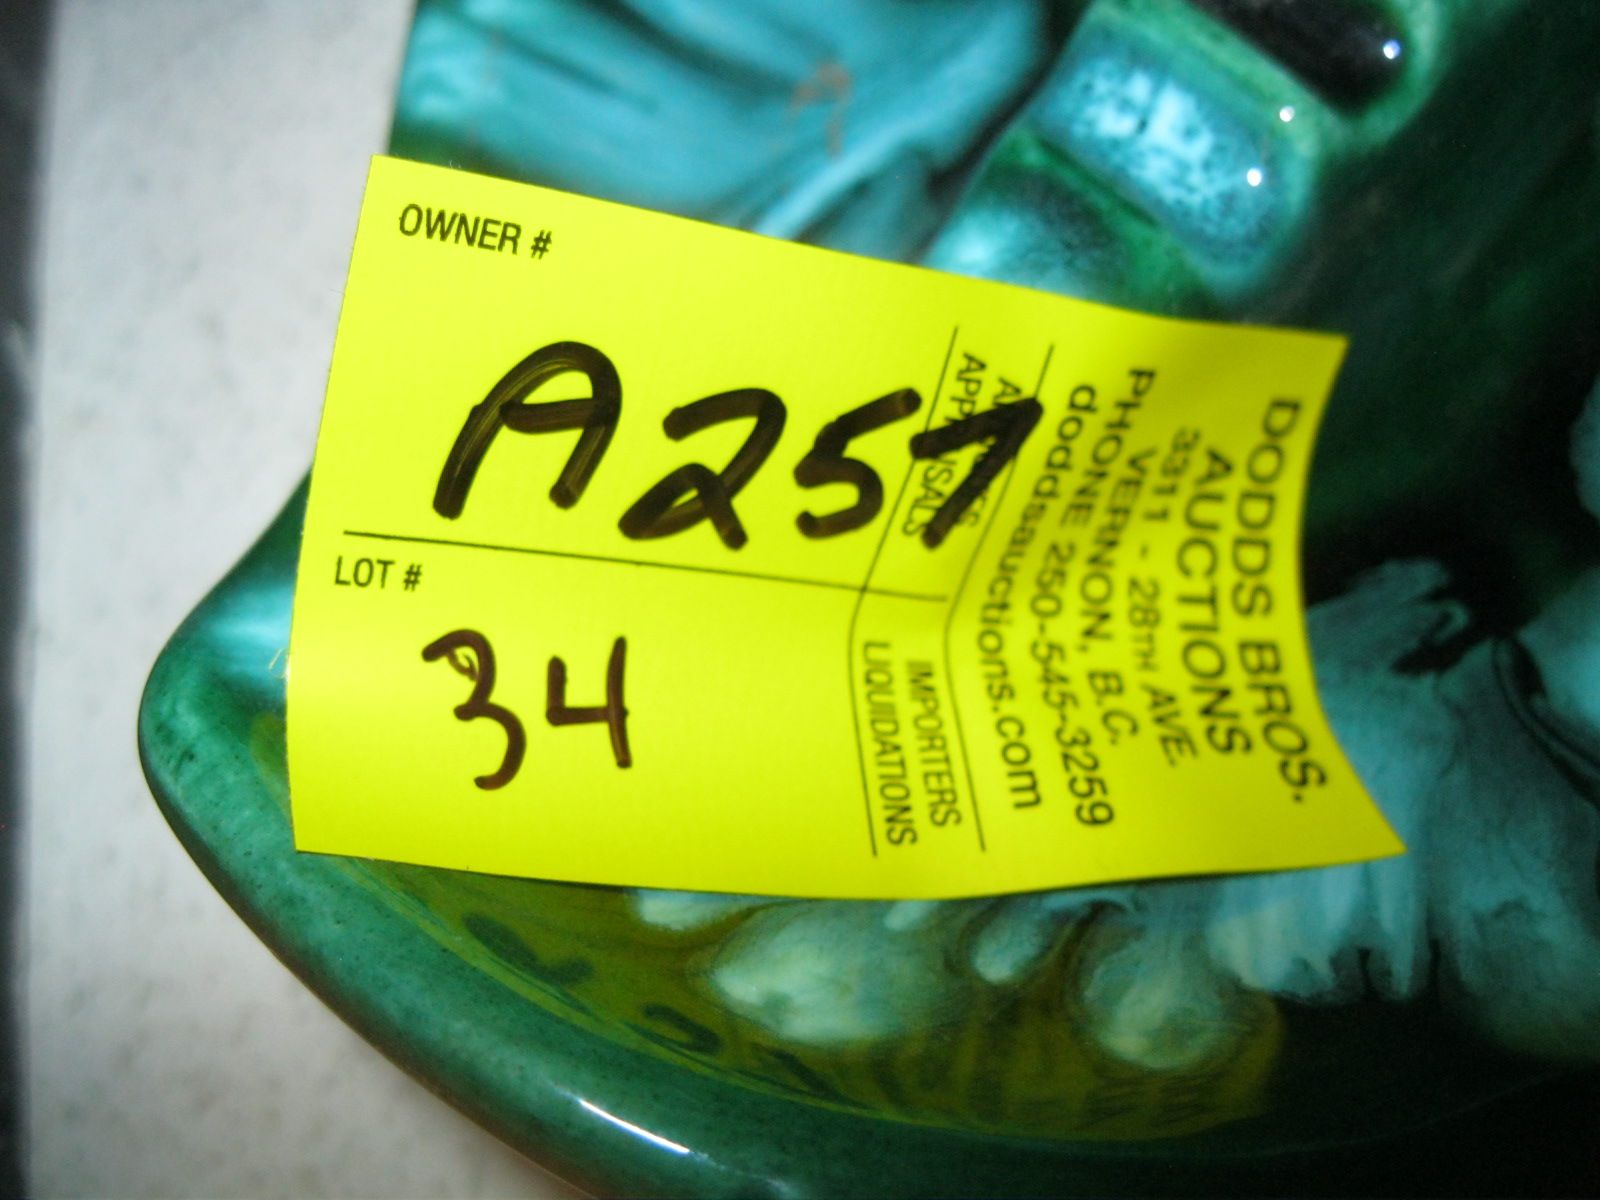 OWNER #
A257
LOT #
34
DODDS BROS.
AUCTIONS
3311 - 28TH AVE.
VERNON, B.C.
PHONE 250-545-3259
doddsauctions.com
APPRAISALS
IMPORTERS
LIQUIDATIONS